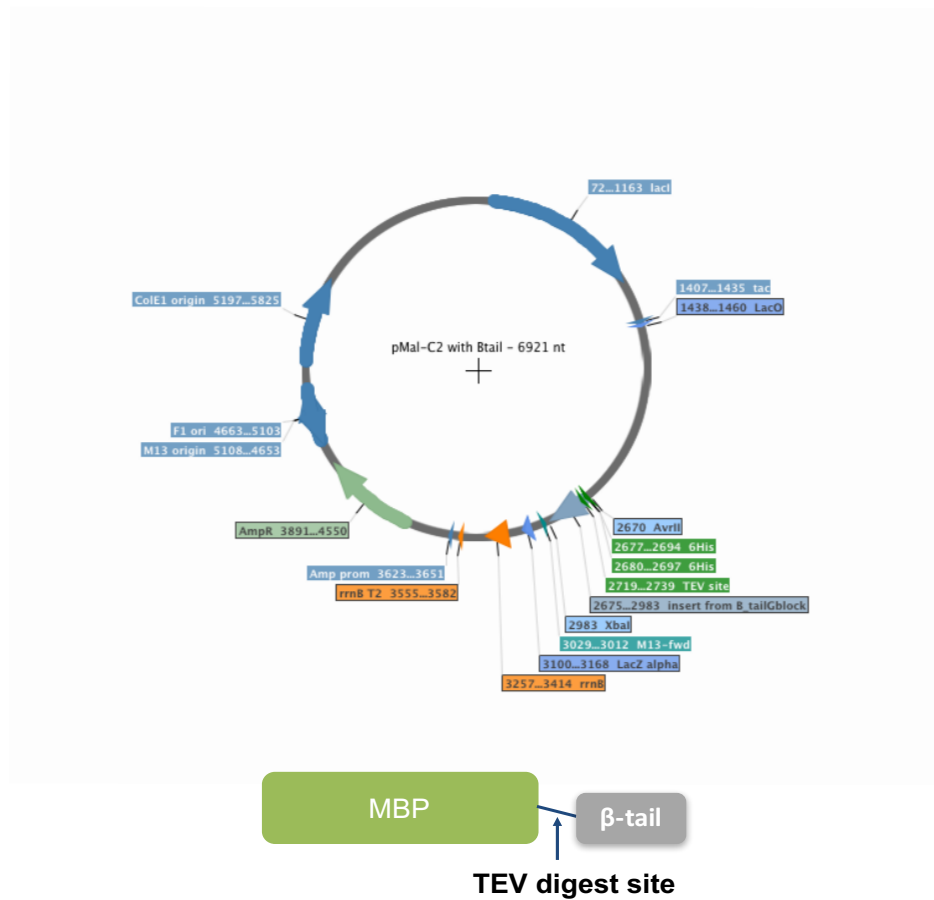 72...1163 lacI
1407...1435 tac
1438...1460 LacO
ColE1 origin 5197...5825
pMal-C2 with Btail - 6921 nt
F1 ori 4663...5103
M13 origin 5108...4653
AmpR 3891...4550
Amp prom 3623...3651
rrnB T2 3555...3582
2670 AvrII
2677...2694 6His
2680...2697 6His
2719...2739 TEV site
2675...2983 insert from B_tailGblock
2983 XbaI
3029...3012 M13-fwd
3100...3168 LacZ alpha
3257...3414 rrnB
MBP
β-tail
TEV digest site